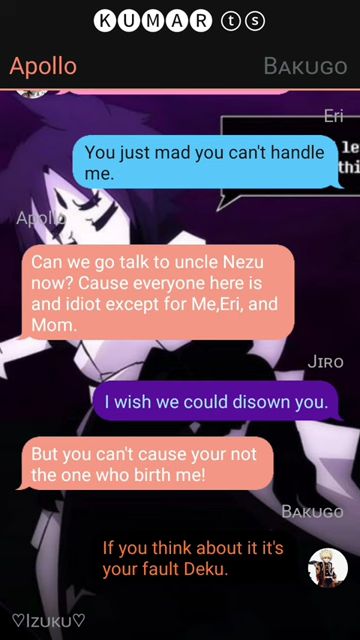 KUMAR ts
Apollo
BAKUGO
Eri
You just mad you can't handle
me.
Apollo
Can we go talk to uncle Nezu
now? Cause everyone here is
and idiot except for Me,Eri, and
Mom.
JIRO
I wish we could disown you.
But you can't cause your not
the one who birth me!
BAKUGO
If you think about it it's
your fault Deku.
♡IZUKU♡